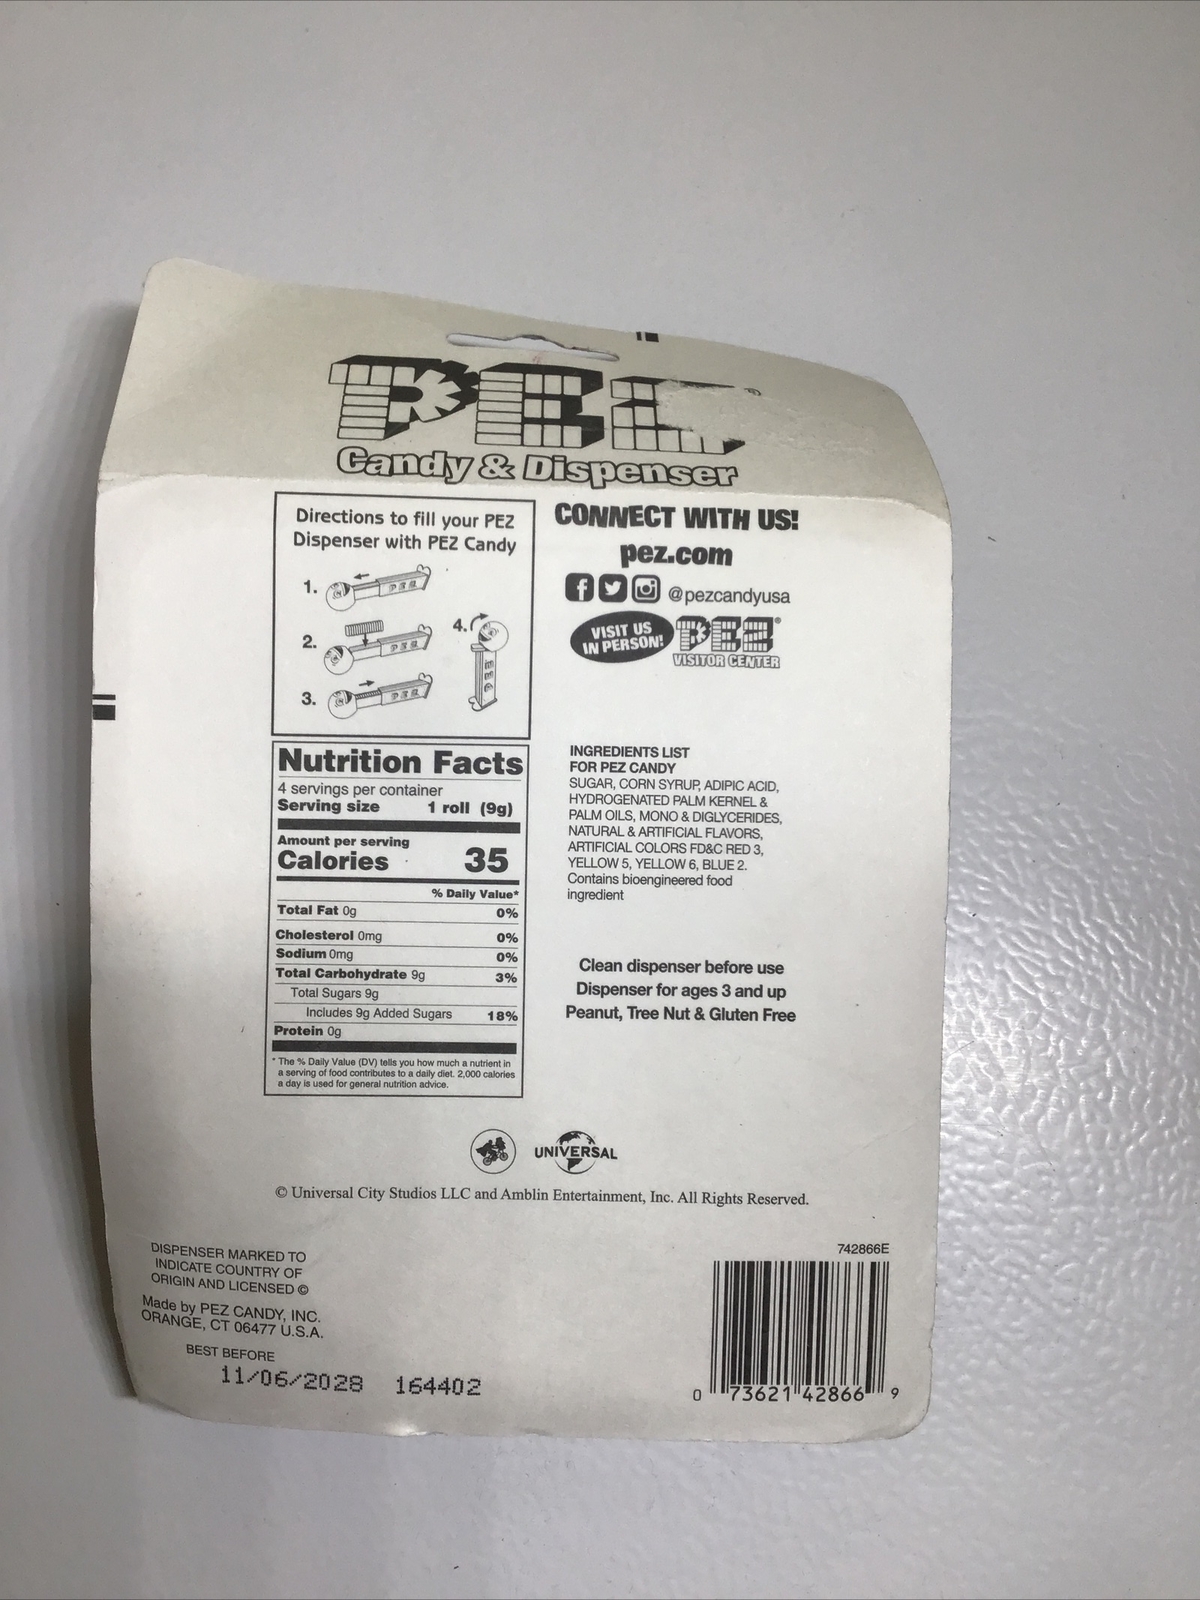 PEZ®
Candy & Dispenser
Directions to fill your PEZ
Dispenser with PEZ Candy
1.
PEZ
2.
PEZ
3.
PEZ
4.
PEZ
CONNECT WITH US!
pez.com
@pezcandyusa
VISIT US
IN PERSON!
PEZ®
VISITOR CENTER
Nutrition Facts
4 servings per container
Serving size 1 roll (9g)
Amount per serving
Calories 35
% Daily Value*
Total Fat 0g 0%
Cholesterol 0mg 0%
Sodium 0mg 0%
Total Carbohydrate 9g 3%
Total Sugars 9g
Includes 9g Added Sugars 18%
Protein 0g
* The % Daily Value (DV) tells you how much a nutrient in
a serving of food contributes to a daily diet. 2,000 calories
a day is used for general nutrition advice.
INGREDIENTS LIST
FOR PEZ CANDY
SUGAR, CORN SYRUP, ADIPIC ACID,
HYDROGENATED PALM KERNEL &
PALM OILS, MONO & DIGLYCERIDES,
NATURAL & ARTIFICIAL FLAVORS,
ARTIFICIAL COLORS FD&C RED 3,
YELLOW 5, YELLOW 6, BLUE 2.
Contains bioengineered food
ingredient
Clean dispenser before use
Dispenser for ages 3 and up
Peanut, Tree Nut & Gluten Free
UNIVERSAL
© Universal City Studios LLC and Amblin Entertainment, Inc. All Rights Reserved.
DISPENSER MARKED TO
INDICATE COUNTRY OF
ORIGIN AND LICENSED ©
Made by PEZ CANDY, INC.
ORANGE, CT 06477 U.S.A.
BEST BEFORE
11/06/2028 164402
742866E
0 73621 42866 9